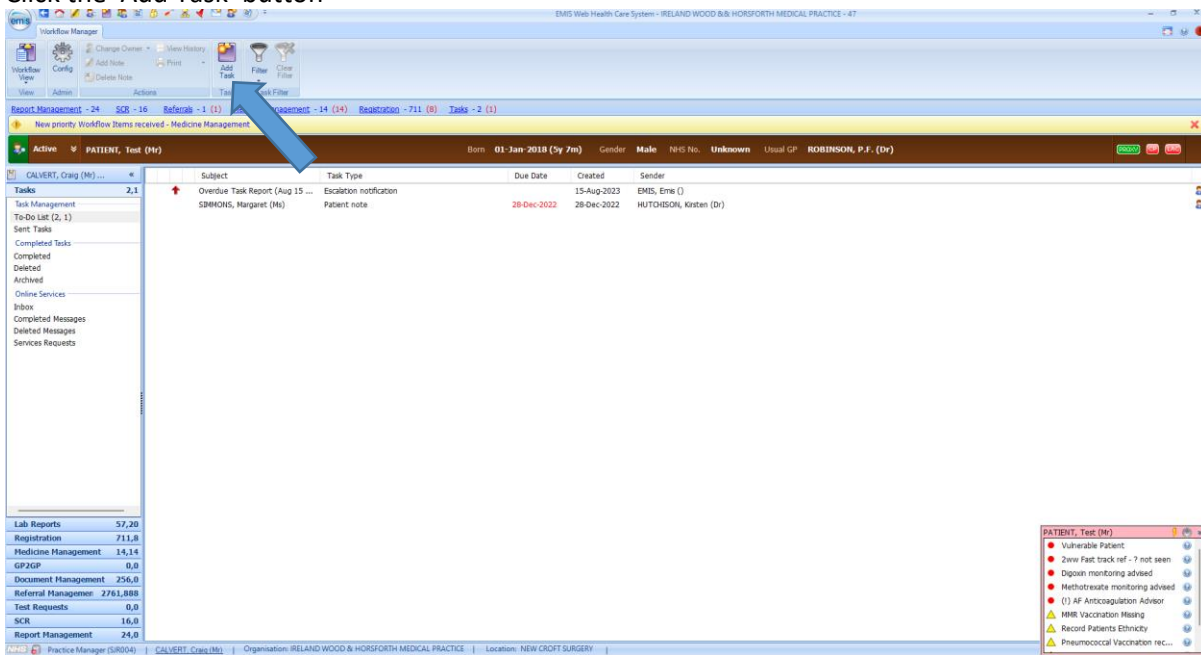 Click the 'Add Task' button
emis
EMIS Web Health Care System - IRELAND WOOD && HORSFORTH MEDICAL PRACTICE - 47
Workflow Manager
Workflow View
Config
Change Owner
Add Note
Delete Note
View History
Print
Add Task
Filter
Clear Filter
View
Admin
Actions
Task Filter
Report Management - 24 SCR - 16 Referrals - 1 (1) nagement - 14 (14) Registration - 711 (8) Tasks - 2 (1)
New priority Workflow Items received - Medicine Management
Active PATIENT, Test (Mr) Born 01-Jan-2018 (5y 7m) Gender Male NHS No. Unknown Usual GP ROBINSON, P.F. (Dr) PROXY
CALVERT, Craig (Mr) ... «
Subject Task Type Due Date Created Sender
Overdue Task Report (Aug 15 ... Escalation notification 15-Aug-2023 EMIS, Emis ()
SIMMONS, Margaret (Ms) Patient note 28-Dec-2022 28-Dec-2022 HUTCHISON, Kirsten (Dr)
Tasks 2,1
Task Management
To-Do List (2, 1)
Sent Tasks
Completed Tasks
Completed
Deleted
Archived
Online Services
Inbox
Completed Messages
Deleted Messages
Services Requests
Lab Reports 57,20
Registration 711,8
Medicine Management 14,14
GP2GP 0,0
Document Management 256,0
Referral Managemen 2761,888
Test Requests 0,0
SCR 16,0
Report Management 24,0
PATIENT, Test (Mr)
Vulnerable Patient
2ww Fast track ref - ? not seen
Digoxin monitoring advised
Methotrexate monitoring advised
(!) AF Anticoagulation Advisor
MMR Vaccination Missing
Record Patients Ethnicity
Pneumococcal Vaccination rec...
Practice Manager (SJR004) | CALVERT, Craig (Mr) | Organisation: IRELAND WOOD & HORSFORTH MEDICAL PRACTICE | Location: NEW CROFT SURGERY |